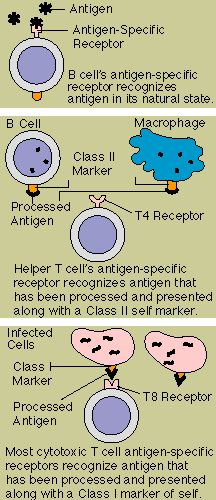 Antigen
Antigen-Specific
Receptor
B cell's antigen-specific
receptor recognizes
antigen in its natural state.
B Cell
Macrophage
Class II
Marker
Processed
Antigen
T4 Receptor
Helper T cell's antigen-specific
receptor recognizes antigen that
has been processed and presented
along with a Class II self marker.
Infected
Cells
Class I
Marker
Processed
Antigen
T8 Receptor
Most cytotoxic T cell antigen-specific
receptors recognize antigen that
has been processed and presented
along with a Class I marker of self.